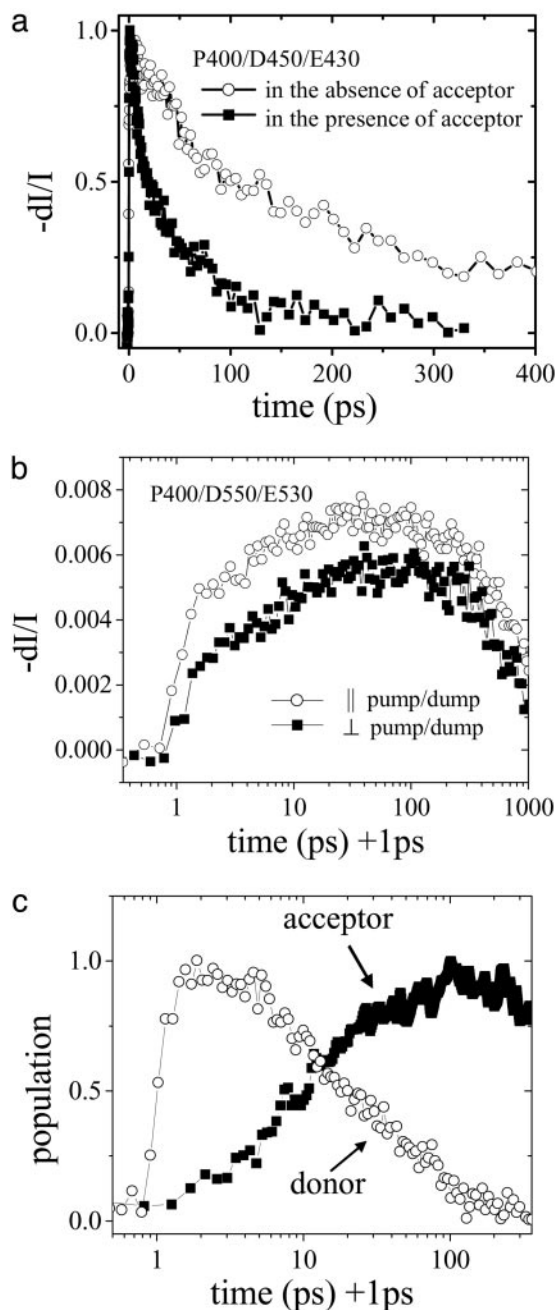 a
P400/D450/E430
in the absence of acceptor
in the presence of acceptor
1.0
0.5
0.0
-dI/I
0 100 200 300 400
time (ps)
b
P400/D550/E530
0.008
0.006
0.004
0.002
0.000
-dI/I
|| pump/dump
⊥ pump/dump
1 10 100 1000
time (ps) +1ps
c
acceptor
1.0
0.5
0.0
population
donor
1 10 100
time (ps) +1ps